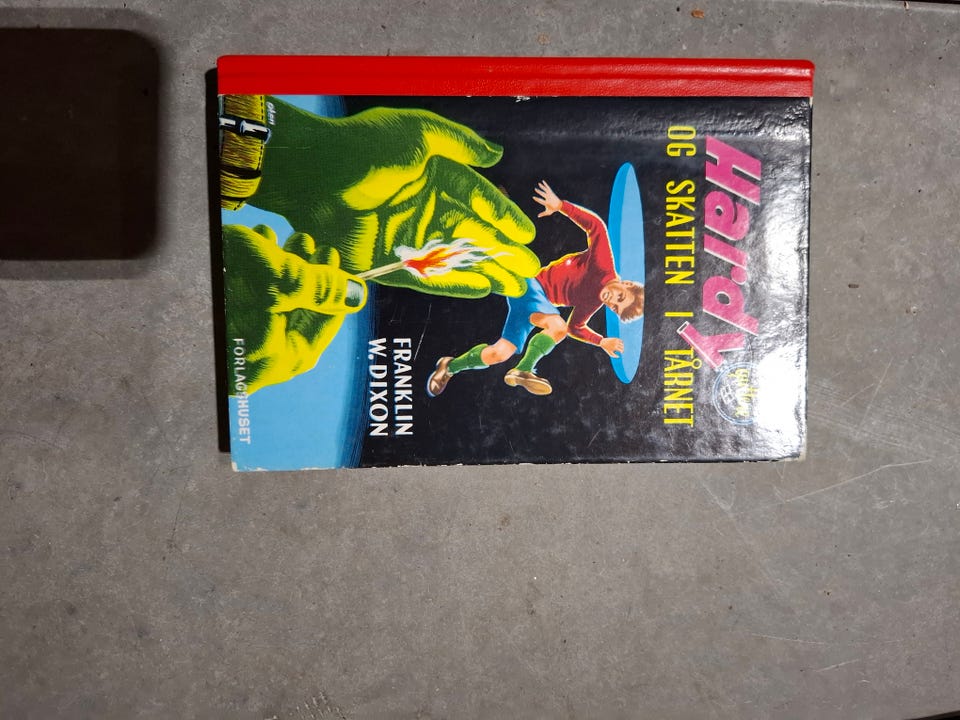 Hardy
OG SKATTEN I TÅRNET
FRANKLIN
W. DIXON
FORLAGSHUSET